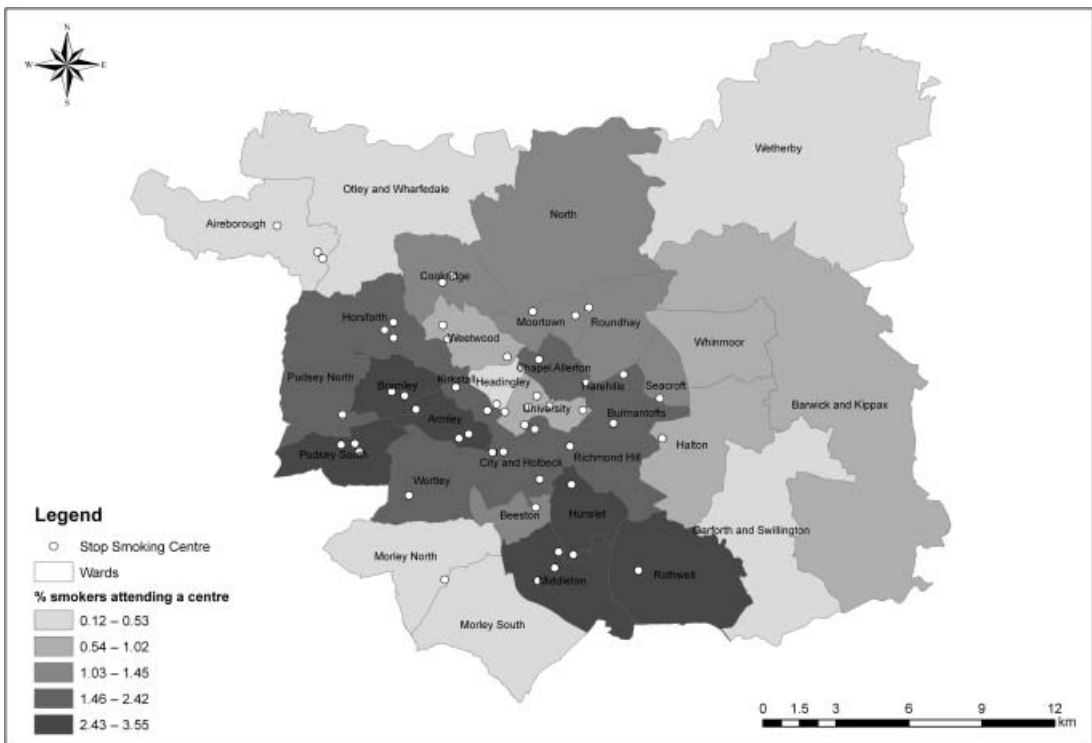 N
W E
S
Wetherby
Otley and Wharfedale
Aireborough
North
Cookridge
Horsforth
Moortown
Roundhay
Westwood
Whinmoor
Chapel Allerton
Pudsey North
Kirkstall
Headingley
Bramley
Harehills
Seacroft
Barwick and Kippax
University
Burmantofts
Armley
Halton
Pudsey South
City and Holbeck
Richmond Hill
Wortley
Beeston
Hunslet
Garforth and Swillington
Morley North
Middleton
Rothwell
Morley South
Legend
Stop Smoking Centre
Wards
% smokers attending a centre
0.12 – 0.53
0.54 – 1.02
1.03 – 1.45
1.46 – 2.42
2.43 – 3.55
0 1.5 3 6 9 12
km